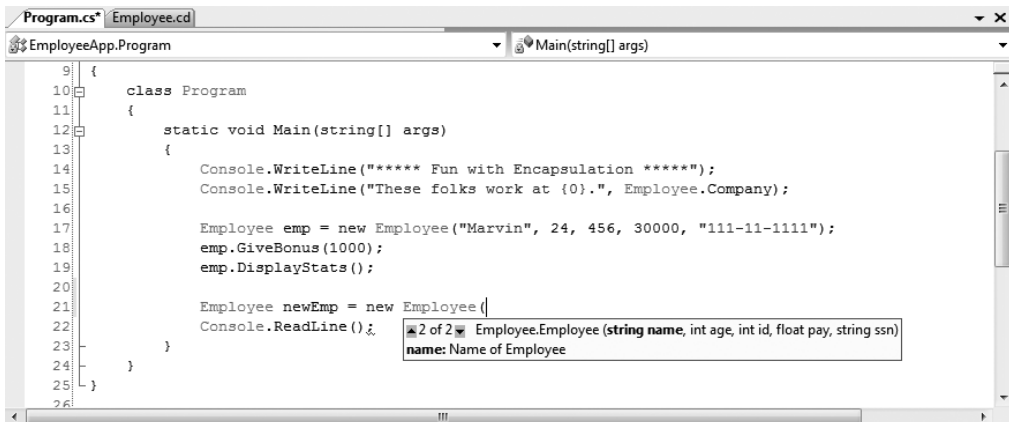 Program.cs* Employee.cd
EmployeeApp.Program Main(string[] args)
9 {
10 class Program
11 {
12 static void Main(string[] args)
13 {
14 Console.WriteLine("***** Fun with Encapsulation *****");
15 Console.WriteLine("These folks work at {0}.", Employee.Company);
16
17 Employee emp = new Employee("Marvin", 24, 456, 30000, "111-11-1111");
18 emp.GiveBonus(1000);
19 emp.DisplayStats();
20
21 Employee newEmp = new Employee(
22 Console.ReadLine();
2 of 2 Employee.Employee (string name, int age, int id, float pay, string ssn)
name: Name of Employee
23 }
24 }
25 }
26